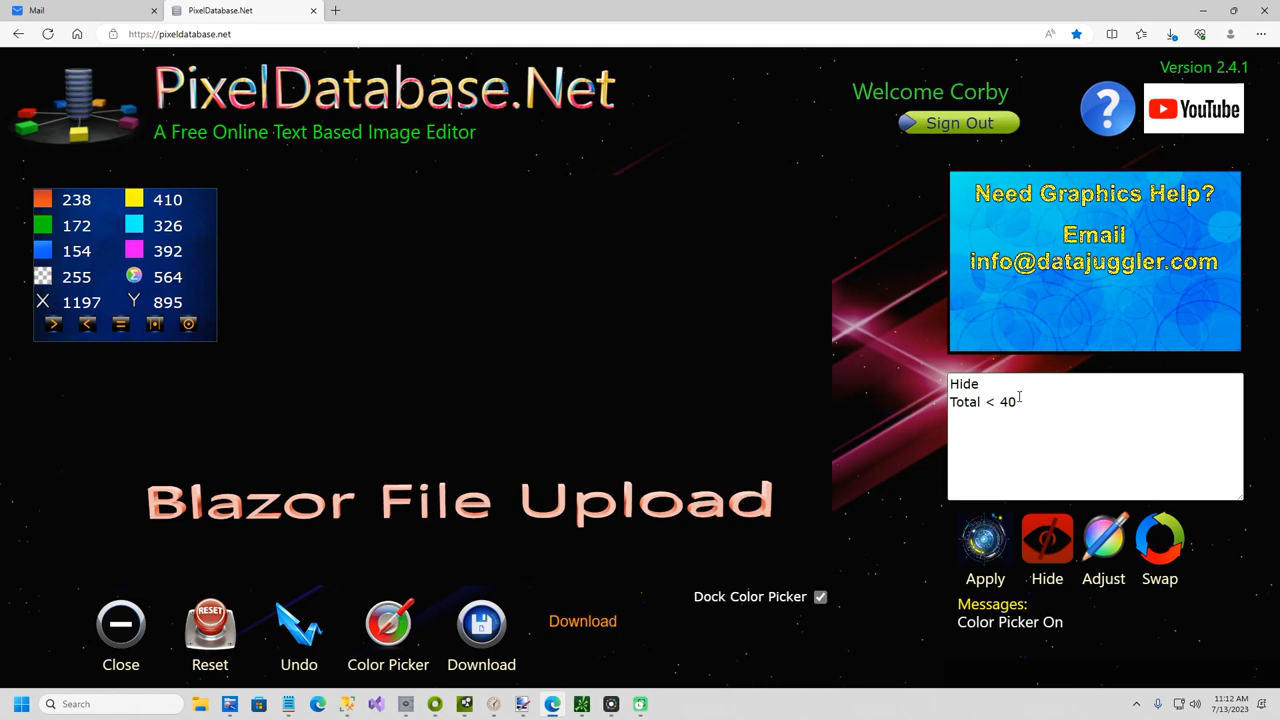 Mail
PixelDatabase.Net
https://pixeldatabase.net
PixelDatabase.Net
A Free Online Text Based Image Editor
Welcome Corby
Sign Out
Version 2.4.1
?
YouTube
238 410
172 326
154 392
255 Σ 564
X 1197 Y 895
Need Graphics Help?
Email
info@datajuggler.com
Hide
Total < 40
Blazor File Upload
Apply Hide Adjust Swap
Messages:
Color Picker On
Dock Color Picker
RESET
Download
Close Reset Undo Color Picker Download
Search
11:12 AM
7/13/2023